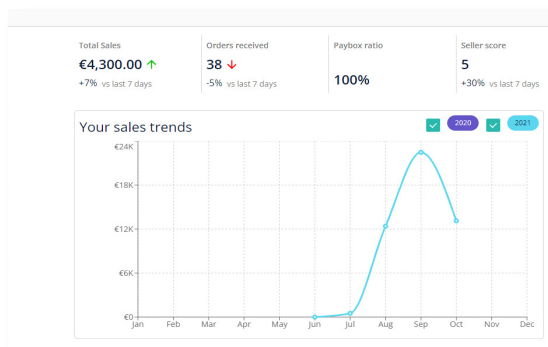 Total Sales
€4,300.00
+7% vs last 7 days
Orders received
38
-5% vs last 7 days
Paybox ratio
100%
Seller score
5
+30% vs last 7 days
Your sales trends
2020
2021
€24K
€18K
€12K
€6K
€0
Jan Feb Mar Apr May Jun Jul Aug Sep Oct Nov Dec